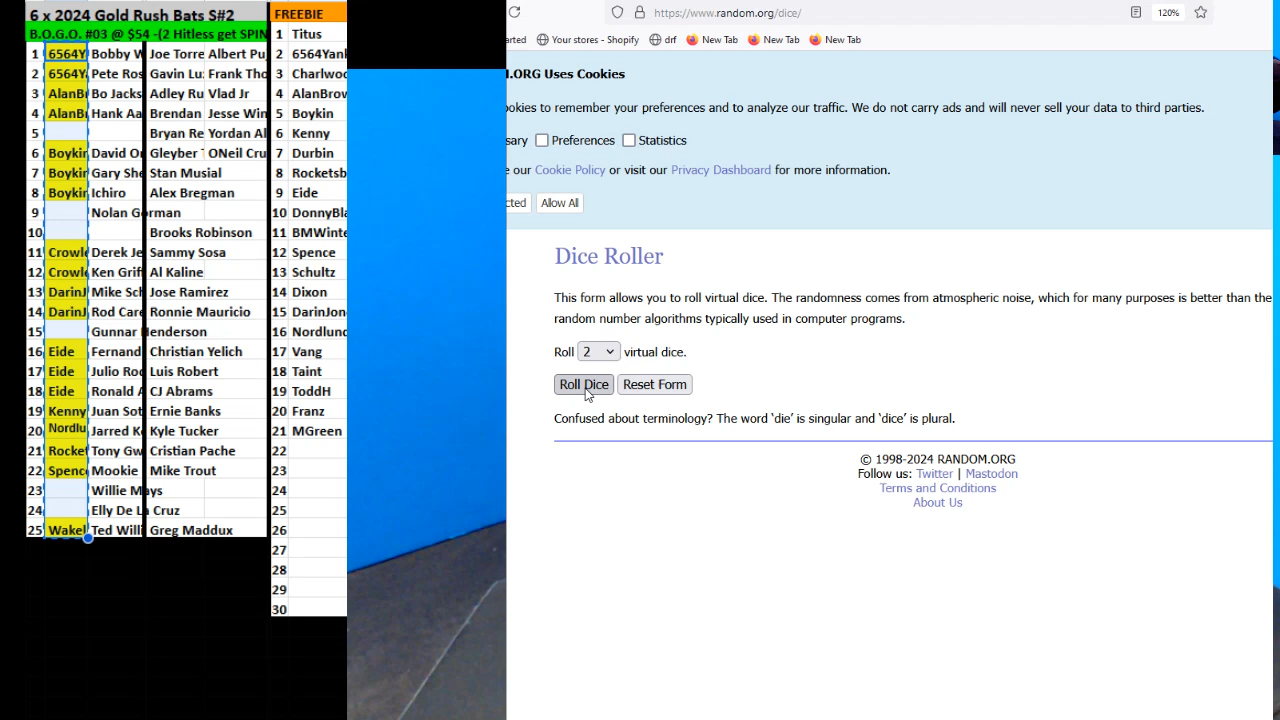 6 x 2024 Gold Rush Bats S#2
B.O.G.O. #03 @ $54 -(2 Hitless get SPIN
1 6564Y Bobby W Joe Torre Albert Pu
2 6564Y Pete Ros Gavin Lu Frank Tho
3 AlanBr Bo Jacks Adley Ru Vlad Jr
4 AlanBr Hank Aa Brendan Jesse Win
5 Bryan Re Yordan Al
6 Boykin David O Gleyber T ONeil Cru
7 Boykin Gary She Stan Musial
8 Boykin Ichiro Alex Bregman
9 Nolan Gorman
10 Brooks Robinson
11 Crowle Derek Je Sammy Sosa
12 Crowle Ken Grif Al Kaline
13 DarinJ Mike Sch Jose Ramirez
14 DarinJ Rod Care Ronnie Mauricio
15 Gunnar Henderson
16 Eide Fernand Christian Yelich
17 Eide Julio Ro Luis Robert
18 Eide Ronald A CJ Abrams
19 Kenny Juan Sot Ernie Banks
20 Nordlu Jarred K Kyle Tucker
21 Rocket Tony Gw Cristian Pache
22 Spenc Mookie Mike Trout
23 Willie Mays
24 Elly De La Cruz
25 Wakel Ted Willi Greg Maddux
FREEBIE
1 Titus
2 6564Yank
3 Charlwoo
4 AlanBrow
5 Boykin
6 Kenny
7 Durbin
8 Rocketsb
9 Eide
10 DonnyBla
11 BMWinte
12 Spence
13 Schultz
14 Dixon
15 DarinJone
16 Nordlund
17 Vang
18 Taint
19 ToddH
20 Franz
21 MGreen
22
23
24
25
26
27
28
29
30
https://www.random.org/dice/
120%
arted Your stores - Shopify drf New Tab New Tab New Tab
.ORG Uses Cookies
ookies to remember your preferences and to analyze our traffic. We do not carry ads and will never sell your data to third parties.
sary Preferences Statistics
e our Cookie Policy or visit our Privacy Dashboard for more information.
cted Allow All
Dice Roller
This form allows you to roll virtual dice. The randomness comes from atmospheric noise, which for many purposes is better than the
random number algorithms typically used in computer programs.
Roll 2 virtual dice.
Roll Dice Reset Form
Confused about terminology? The word ‘die’ is singular and ‘dice’ is plural.
© 1998-2024 RANDOM.ORG
Follow us: Twitter | Mastodon
Terms and Conditions
About Us